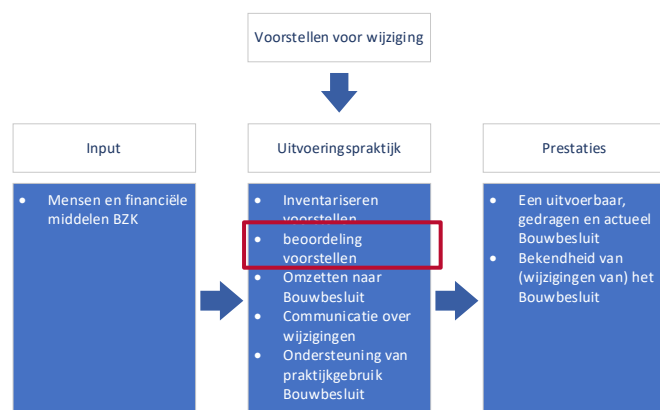 Voorstellen voor wijziging
Input
Uitvoeringspraktijk
Prestaties
• Mensen en financiële
middelen BZK
• Inventariseren
voorstellen
• beoordeling
voorstellen
• Omzetten naar
Bouwbesluit
• Communicatie over
wijzigingen
• Ondersteuning van
praktijkgebruik
Bouwbesluit
• Een uitvoerbaar,
gedragen en actueel
Bouwbesluit
• Bekendheid van
(wijzigingen van) het
Bouwbesluit